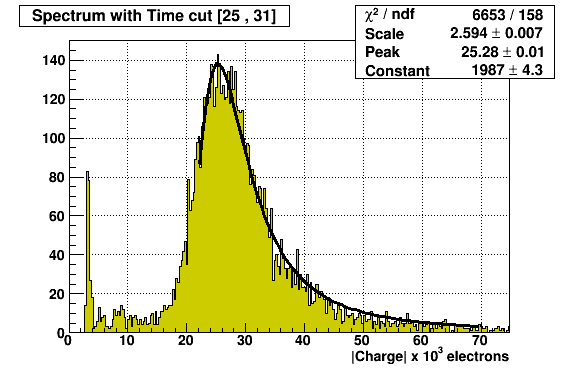 Spectrum with Time cut [25 , 31]
χ² / ndf 6653 / 158
Scale 2.594 ± 0.007
Peak 25.28 ± 0.01
Constant 1987 ± 4.3
140
120
100
80
60
40
20
0
0 10 20 30 40 50 60 70
|Charge| x 10³ electrons